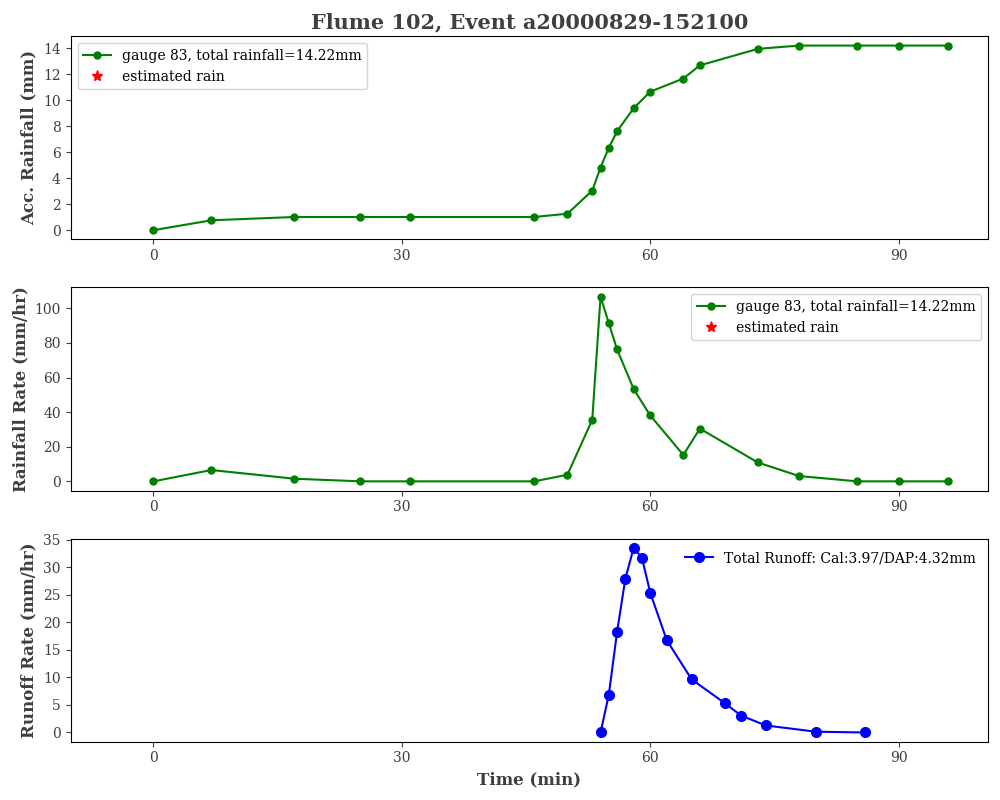 Flume 102, Event a20000829-152100
Acc. Rainfall (mm)
14
12
10
8
6
4
2
0
gauge 83, total rainfall=14.22mm
estimated rain
0 30 60 90
Rainfall Rate (mm/hr)
100
80
60
40
20
0
gauge 83, total rainfall=14.22mm
estimated rain
0 30 60 90
Runoff Rate (mm/hr)
35
30
25
20
15
10
5
0
Total Runoff: Cal:3.97/DAP:4.32mm
0 30 60 90
Time (min)